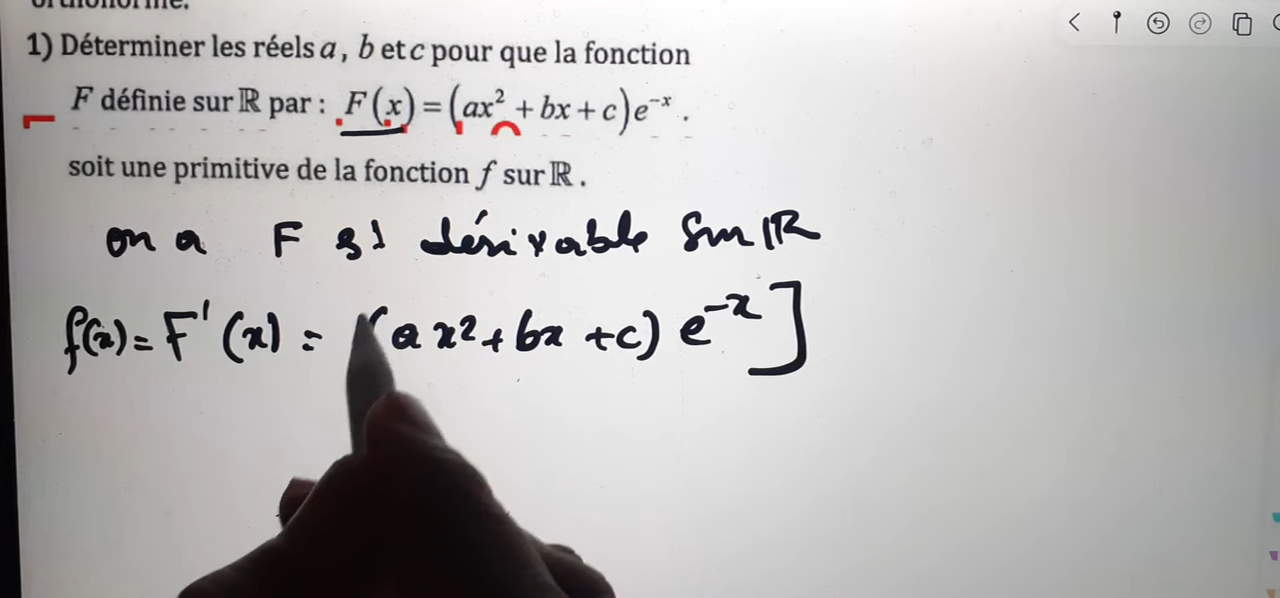 orthonormé.
1) Déterminer les réels a, b et c pour que la fonction
F définie sur ℝ par : F(x) = (ax² + bx + c)e⁻ˣ .
soit une primitive de la fonction f sur ℝ .
on a F est dérivable sur ℝ
f(x) = F'(x) = (ax² + bx + c) e⁻ˣ]